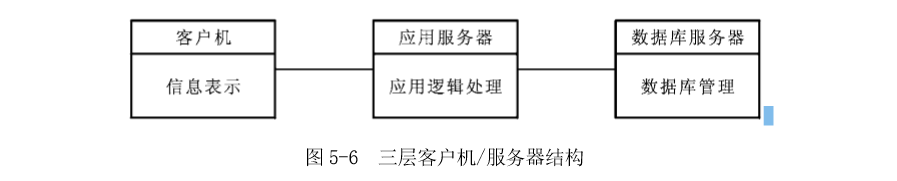 客户机 应用服务器 数据库服务器
信息表示 应用逻辑处理 数据库管理
图 5-6 三层客户机/服务器结构